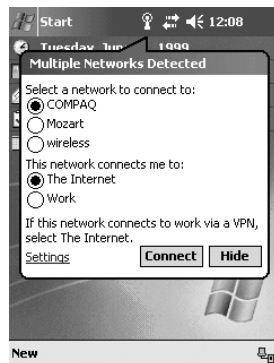 Start 12:08
Tuesday, 1999
Multiple Networks Detected
Select a network to connect to:
COMPAQ
Mozart
wireless
This network connects me to:
The Internet
Work
If this network connects to work via a VPN,
select The Internet.
Settings Connect Hide
New